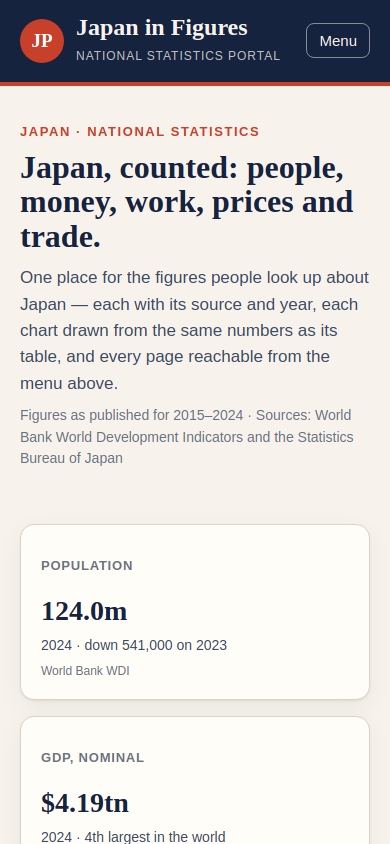 JP
Japan in Figures
NATIONAL STATISTICS PORTAL
Menu
JAPAN · NATIONAL STATISTICS
Japan, counted: people,
money, work, prices and
trade.
One place for the figures people look up about
Japan — each with its source and year, each
chart drawn from the same numbers as its
table, and every page reachable from the
menu above.
Figures as published for 2015–2024 · Sources: World
Bank World Development Indicators and the Statistics
Bureau of Japan
POPULATION
124.0m
2024 · down 541,000 on 2023
World Bank WDI
GDP, NOMINAL
$4.19tn
2024 · 4th largest in the world